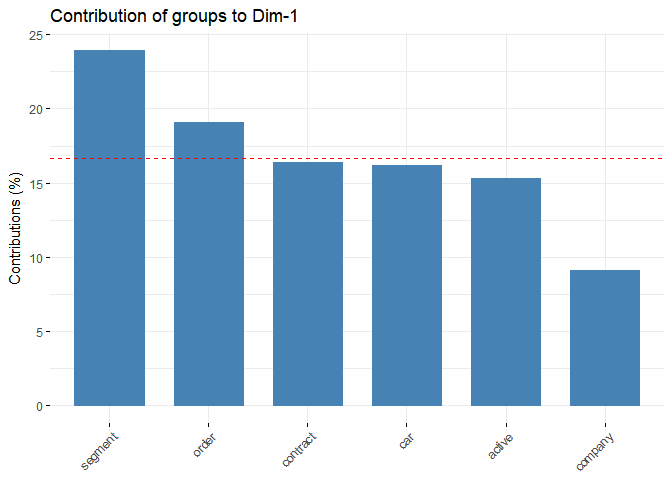 Contribution of groups to Dim-1
Contributions (%)
25
20
15
10
5
0
segment
order
contract
car
active
company